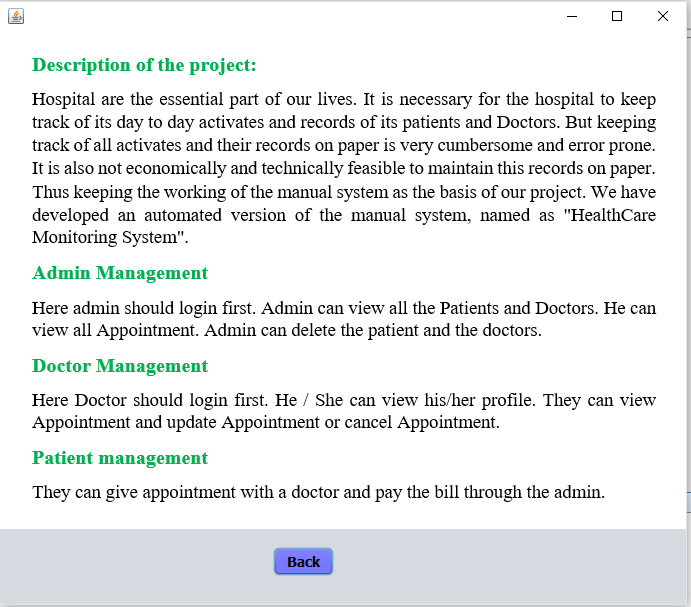 Description of the project:
Hospital are the essential part of our lives. It is necessary for the hospital to keep
track of its day to day activates and records of its patients and Doctors. But keeping
track of all activates and their records on paper is very cumbersome and error prone.
It is also not economically and technically feasible to maintain this records on paper.
Thus keeping the working of the manual system as the basis of our project. We have
developed an automated version of the manual system, named as "HealthCare
Monitoring System".
Admin Management
Here admin should login first. Admin can view all the Patients and Doctors. He can
view all Appointment. Admin can delete the patient and the doctors.
Doctor Management
Here Doctor should login first. He / She can view his/her profile. They can view
Appointment and update Appointment or cancel Appointment.
Patient management
They can give appointment with a doctor and pay the bill through the admin.
Back